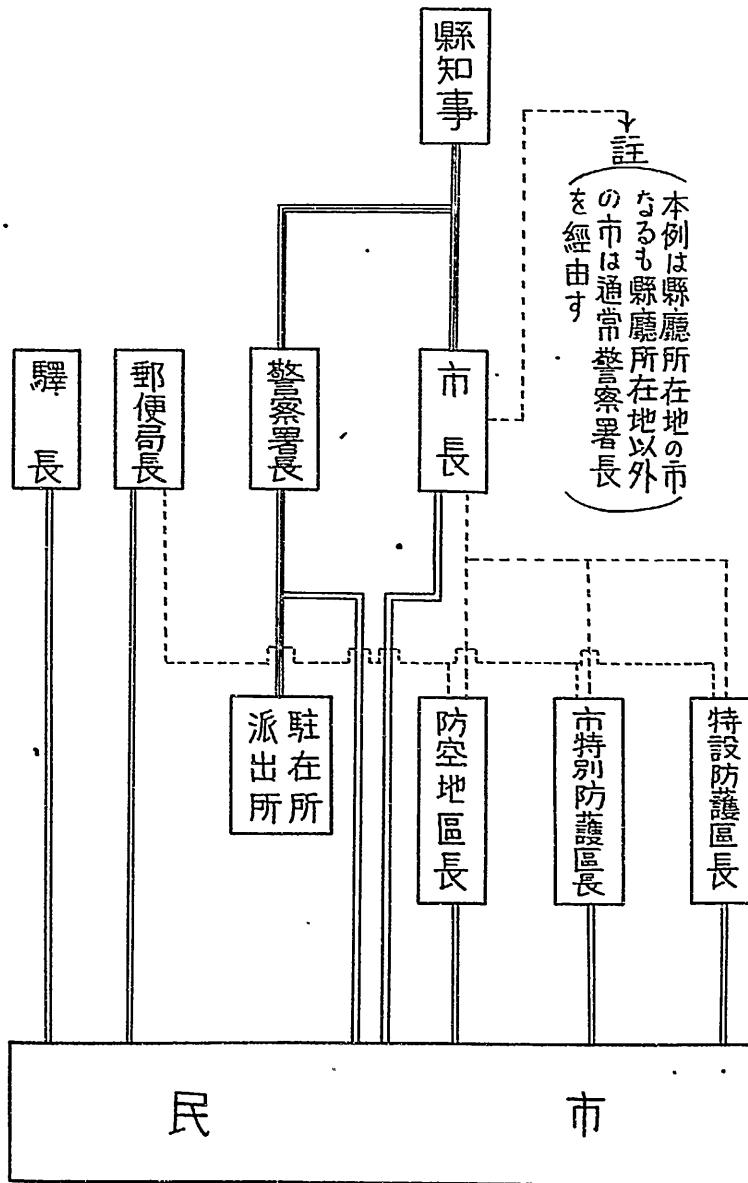 縣知事
註
本例は縣廳所在地の市
なるも縣廳所在地以外
の市は通常警察署長
を經由す
市長
警察署長
郵便局長
驛長
特設防護區長
市特別防護區長
防空地區長
駐在所
派出所
市民